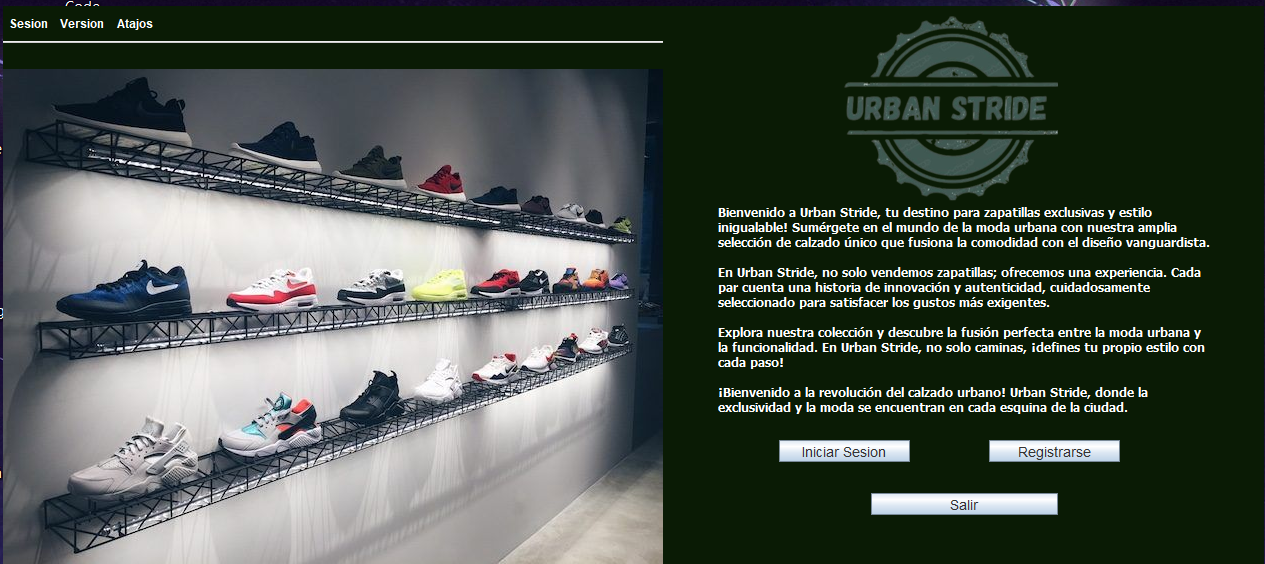 Sesion Version Atajos
URBAN STRIDE
Bienvenido a Urban Stride, tu destino para zapatillas exclusivas y estilo
inigualable! Sumérgete en el mundo de la moda urbana con nuestra amplia
selección de calzado único que fusiona la comodidad con el diseño vanguardista.
En Urban Stride, no solo vendemos zapatillas; ofrecemos una experiencia. Cada
par cuenta una historia de innovación y autenticidad, cuidadosamente
seleccionado para satisfacer los gustos más exigentes.
Explora nuestra colección y descubre la fusión perfecta entre la moda urbana y
la funcionalidad. En Urban Stride, no solo caminas, ¡defines tu propio estilo con
cada paso!
¡Bienvenido a la revolución del calzado urbano! Urban Stride, donde la
exclusividad y la moda se encuentran en cada esquina de la ciudad.
Iniciar Sesion Registrarse
Salir